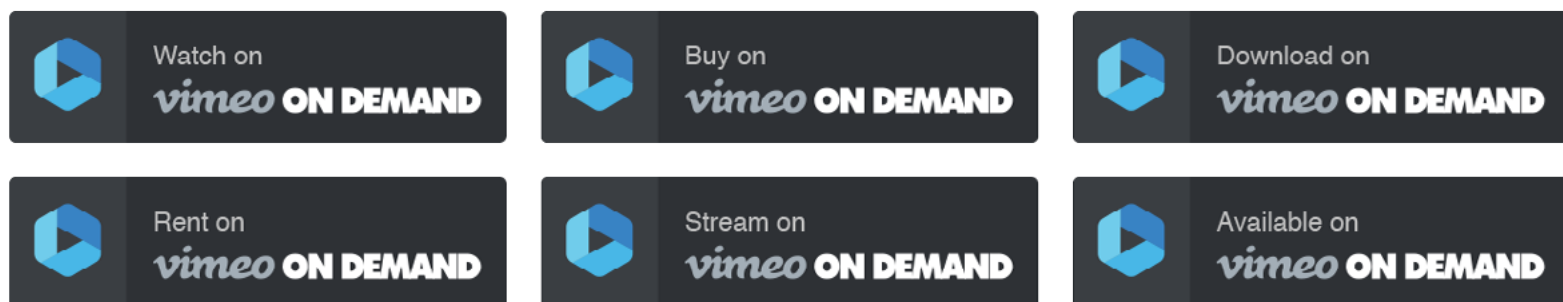 Watch on
vimeo ON DEMAND
Buy on
vimeo ON DEMAND
Download on
vimeo ON DEMAND
Rent on
vimeo ON DEMAND
Stream on
vimeo ON DEMAND
Available on
vimeo ON DEMAND